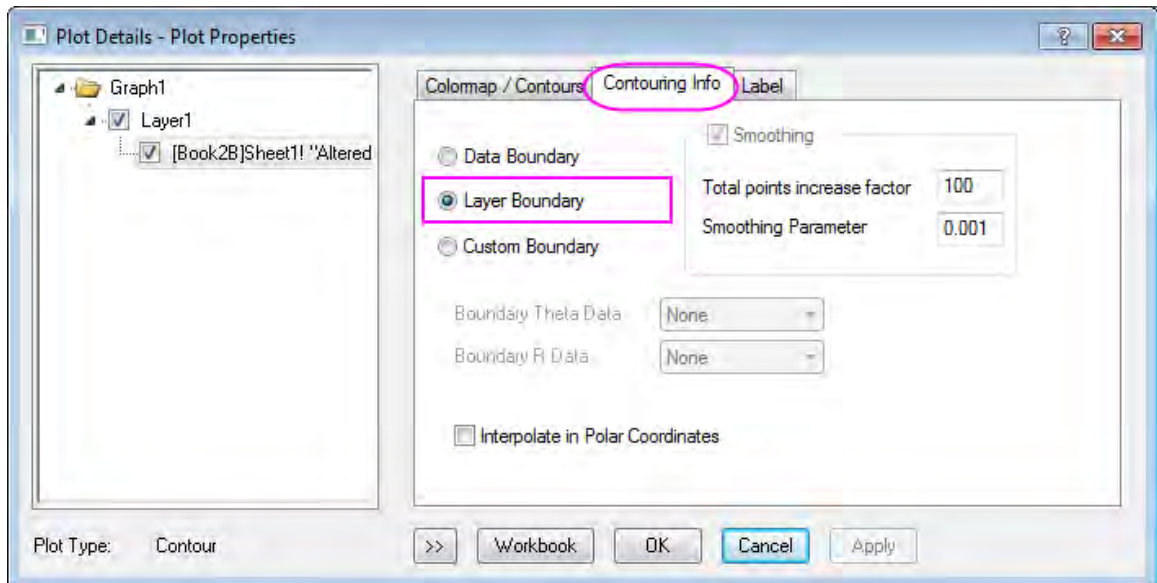 Plot Details - Plot Properties
Graph1
Layer1
[Book2B]Sheet1! "Altered
Colormap / Contours Contouring Info Label
Data Boundary
Layer Boundary
Custom Boundary
Smoothing
Total points increase factor 100
Smoothing Parameter 0.001
Boundary Theta Data None
Boundary R Data None
Interpolate in Polar Coordinates
Plot Type: Contour >> Workbook OK Cancel Apply